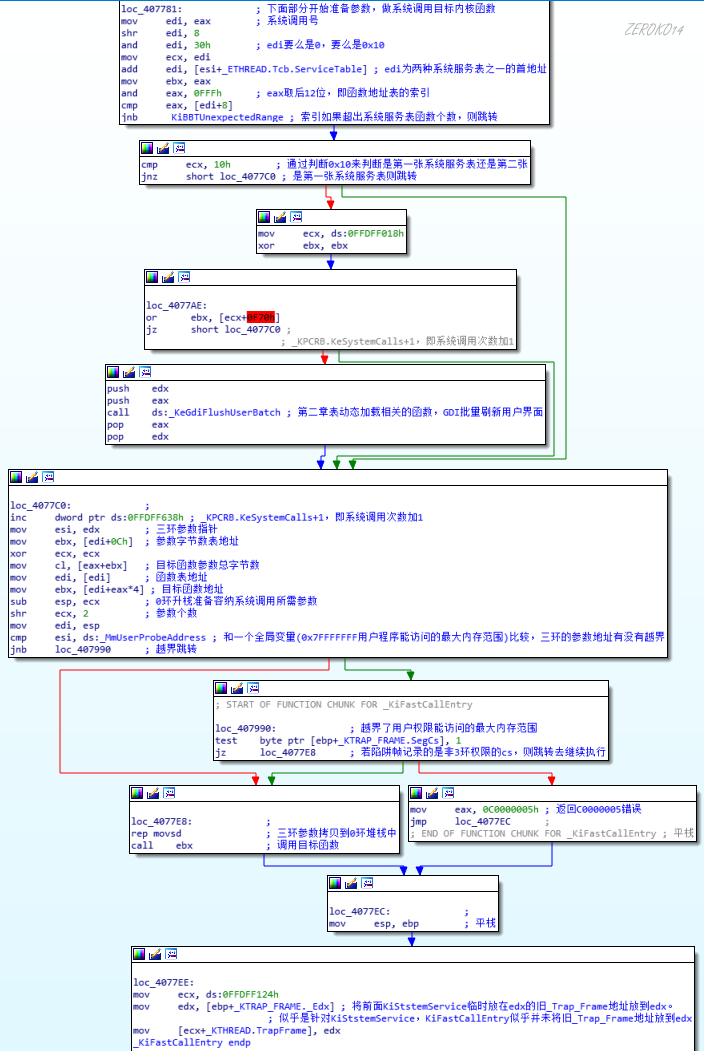 ZEROKO14
loc_407781: ; 下面部分开始准备参数，做系统调用目标内核函数
mov edi, eax ; 系统调用号
shr edi, 8
and edi, 30h ; edi要么是0，要么是0x10
mov ecx, edi
add edi, [esi+_ETHREAD.Tcb.ServiceTable] ; edi为两种系统服务表之一的首地址
mov ebx, eax
and eax, 0FFFh ; eax取后12位，即函数地址表的索引
cmp eax, [edi+8]
jnb _KiBBTUnexpectedRange ; 索引如果超出系统服务表函数个数，则跳转
cmp ecx, 10h ; 通过判断0x10来判断是第一张系统服务表还是第二张
jnz short loc_4077C0 ; 是第一张系统服务表则跳转
mov ecx, ds:0FFDFF018h
xor ebx, ebx
loc_4077AE:
or ebx, [ecx+0F70h]
jz short loc_4077C0 ;
; _KPCRB.KeSystemCalls+1，即系统调用次数加1
push edx
push eax
call ds:_KeGdiFlushUserBatch ; 第二章表动态加载相关的函数，GDI批量刷新用户界面
pop eax
pop edx
loc_4077C0: ;
inc dword ptr ds:0FFDFF638h ; _KPCRB.KeSystemCalls+1，即系统调用次数加1
mov esi, edx ; 三环参数指针
mov ebx, [edi+0Ch] ; 参数字节数表地址
xor ecx, ecx
mov cl, [eax+ebx] ; 目标函数参数总字节数
mov edi, [edi] ; 函数表地址
mov ebx, [edi+eax*4] ; 目标函数地址
sub esp, ecx ; 0环升栈准备容纳系统调用所需参数
shr ecx, 2 ; 参数个数
mov edi, esp
cmp esi, ds:_MmUserProbeAddress ; 和一个全局变量(0x7FFFFFFF用户程序能访问的最大内存范围)比较，三环的参数地址有没有越界
jnb loc_407990 ; 越界跳转
; START OF FUNCTION CHUNK FOR _KiFastCallEntry
loc_407990: ; 越界了用户权限能访问的最大内存范围
test byte ptr [ebp+_KTRAP_FRAME.SegCs], 1
jz loc_4077E8 ; 若陷阱帧记录的是非3环权限的cs，则跳转去继续执行
loc_4077E8: ;
rep movsd ; 三环参数拷贝到0环堆栈中
call ebx ; 调用目标函数
mov eax, 0C0000005h ; 返回C0000005错误
jmp loc_4077EC ;
; END OF FUNCTION CHUNK FOR _KiFastCallEntry ; 平栈
loc_4077EC: ;
mov esp, ebp ; 平栈
loc_4077EE:
mov ecx, ds:0FFDFF124h
mov edx, [ebp+_KTRAP_FRAME._Edx] ; 将前面KiStstemService临时放在edx的旧_Trap_Frame地址放到edx。
; 似乎是针对KiStstemService，KiFastCallEntry似乎并未将旧_Trap_Frame地址放到edx
mov [ecx+_KTHREAD.TrapFrame], edx
_KiFastCallEntry endp